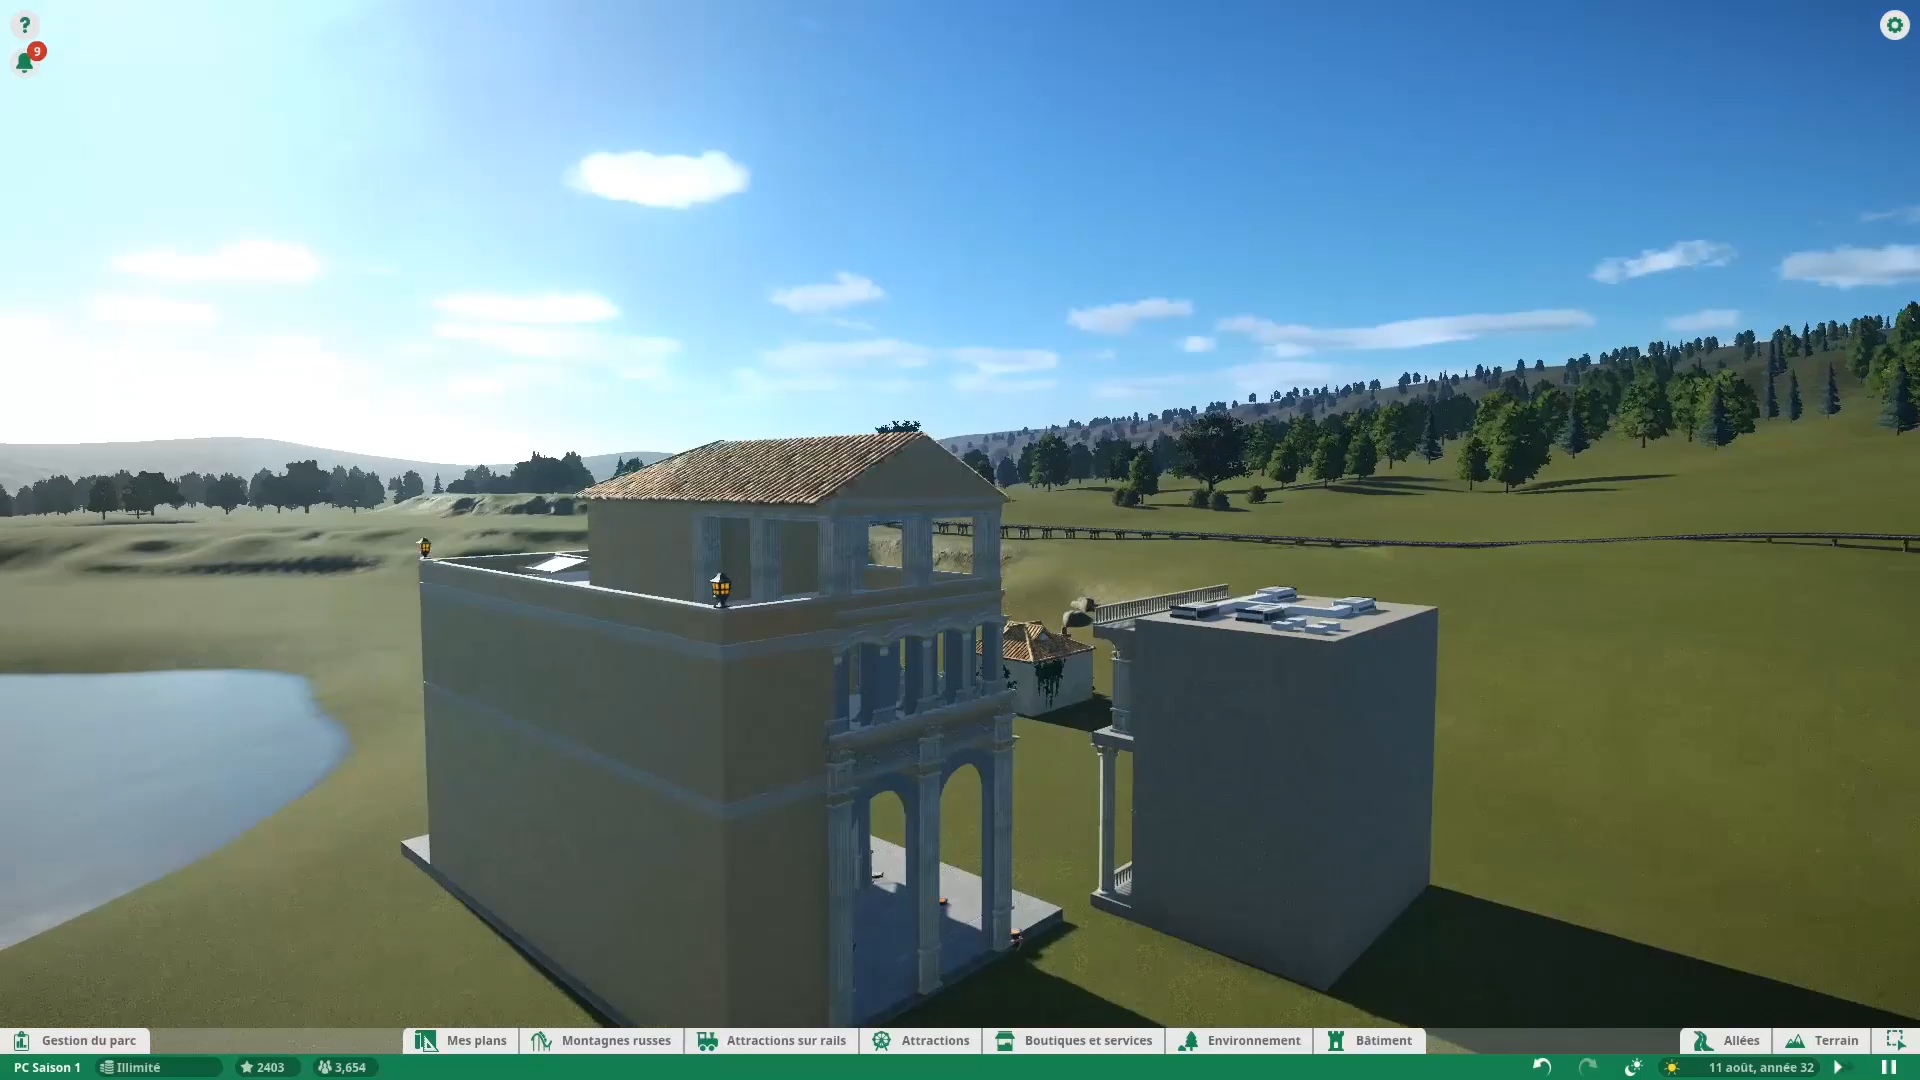 ?
9
Gestion du parc
Mes plans
Montagnes russes
Attractions sur rails
Attractions
Boutiques et services
Environnement
Bâtiment
Allées
Terrain
PC Saison 1
Illimité
2403
3,654
11 août, année 32